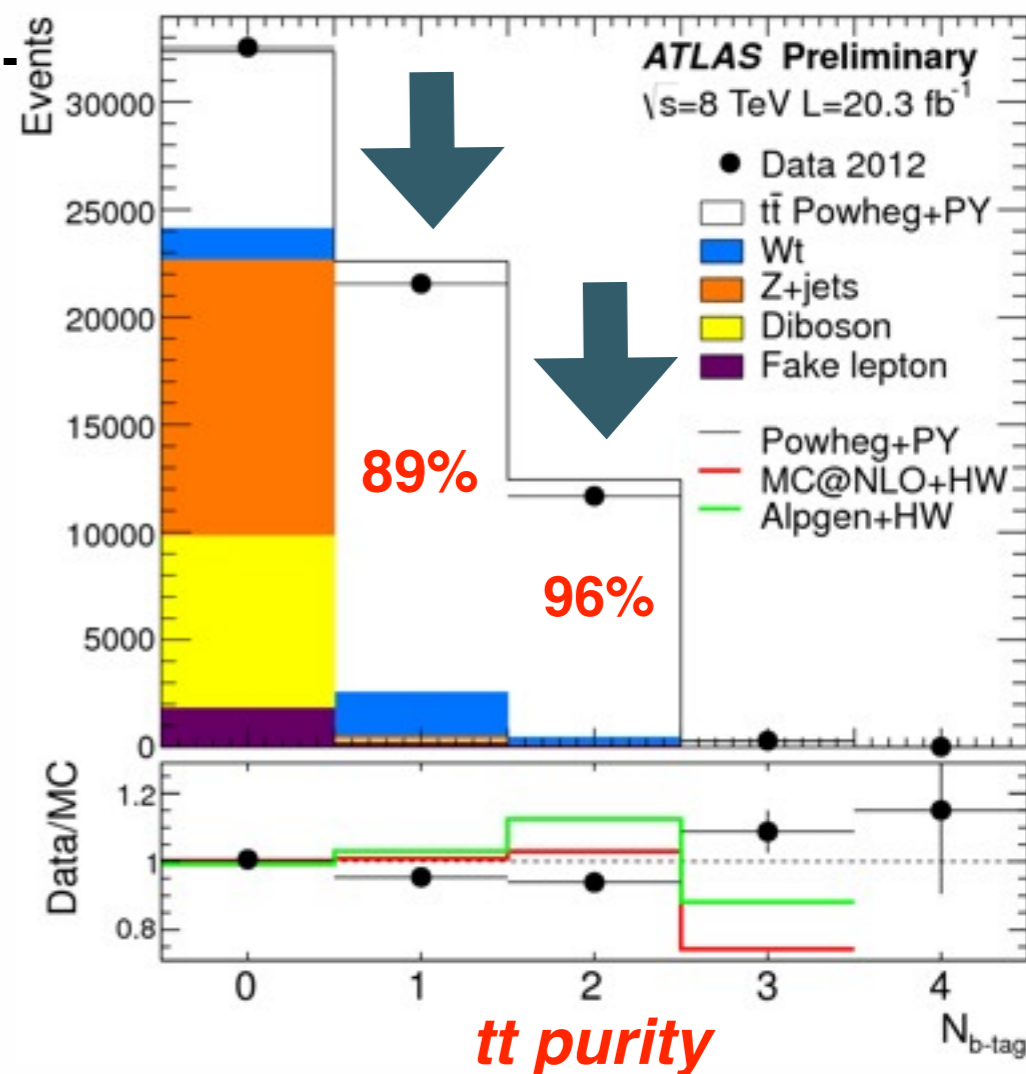 -
Events
30000
25000
20000
15000
10000
5000
0
ATLAS Preliminary
√s=8 TeV L=20.3 fb⁻¹
Data 2012
tt̄ Powheg+PY
Wt
Z+jets
Diboson
Fake lepton
Powheg+PY
MC@NLO+HW
Alpgen+HW
89%
96%
Data/MC
1.2
1
0.8
0 1 2 3 4
N_b-tag
tt purity